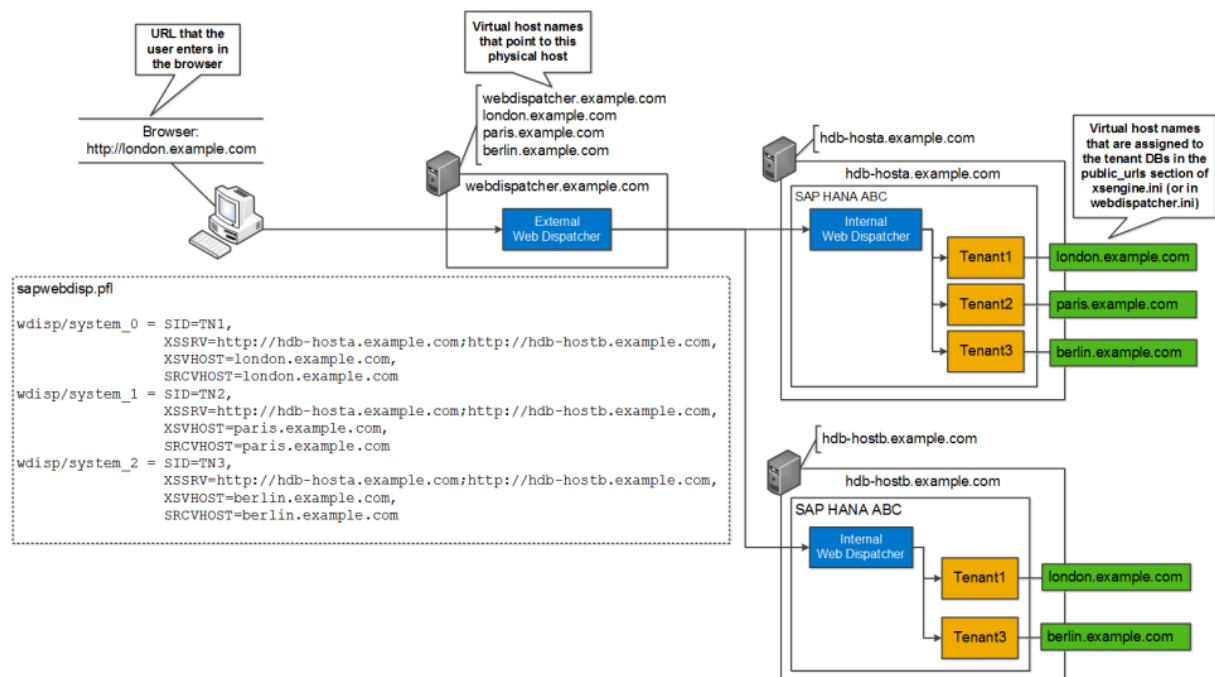 URL that the
user enters in
the browser
Browser:
http://london.example.com
Virtual host names
that point to this
physical host
webdispatcher.example.com
london.example.com
paris.example.com
berlin.example.com
webdispatcher.example.com
External
Web Dispatcher
hdb-hosta.example.com
hdb-hosta.example.com
SAP HANA ABC
Internal
Web Dispatcher
Tenant1
Tenant2
Tenant3
london.example.com
paris.example.com
berlin.example.com
Virtual host names
that are assigned to
the tenant DBs in the
public_urls section of
xsengine.ini (or in
webdispatcher.ini)
sapwebdisp.pfl
wdisp/system_0 = SID=TN1,
XSSRV=http://hdb-hosta.example.com;http://hdb-hostb.example.com,
XSVHOST=london.example.com,
SRCVHOST=london.example.com
wdisp/system_1 = SID=TN2,
XSSRV=http://hdb-hosta.example.com;http://hdb-hostb.example.com,
XSVHOST=paris.example.com,
SRCVHOST=paris.example.com
wdisp/system_2 = SID=TN3,
XSSRV=http://hdb-hosta.example.com;http://hdb-hostb.example.com,
XSVHOST=berlin.example.com,
SRCVHOST=berlin.example.com
hdb-hostb.example.com
hdb-hostb.example.com
SAP HANA ABC
Internal
Web Dispatcher
Tenant1
Tenant3
london.example.com
berlin.example.com